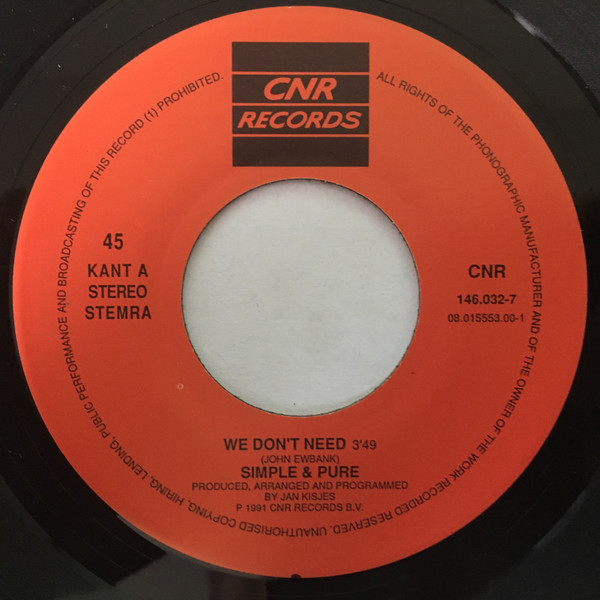 CNR
RECORDS
ALL RIGHTS OF THE PHONOGRAPHIC MANUFACTURER AND OF THE OWNER OF THE WORK RECORDED RESERVED. UNAUTHORISED COPYING, HIRING, LENDING, PUBLIC PERFORMANCE AND BROADCASTING OF THIS RECORD (1) PROHIBITED.
45
KANT A
STEREO
STEMRA
CNR
146.032-7
08.015553.00-1
WE DON'T NEED 3'49
(JOHN EWBANK)
SIMPLE & PURE
PRODUCED, ARRANGED AND PROGRAMMED
BY JAN KISJES
P 1991 CNR RECORDS B.V.